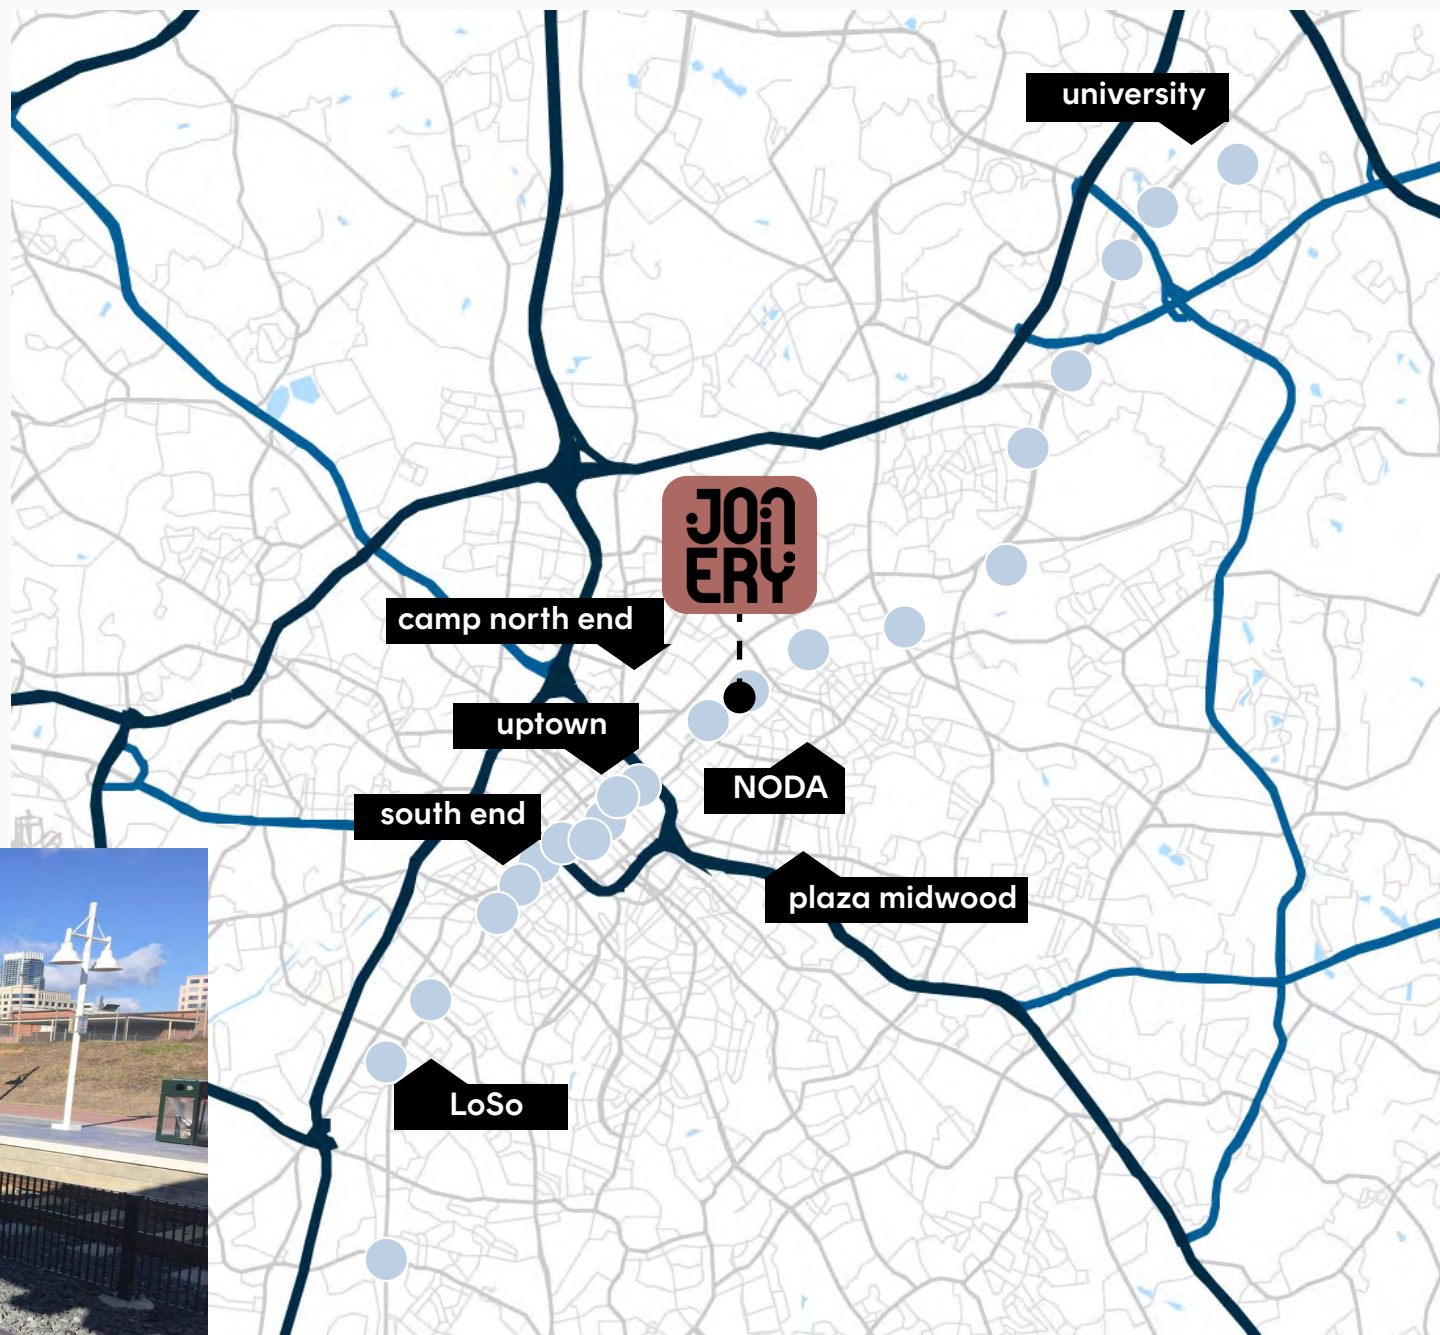 university
JOIN
ERY
camp north end
uptown
NODA
south end
plaza midwood
LoSo